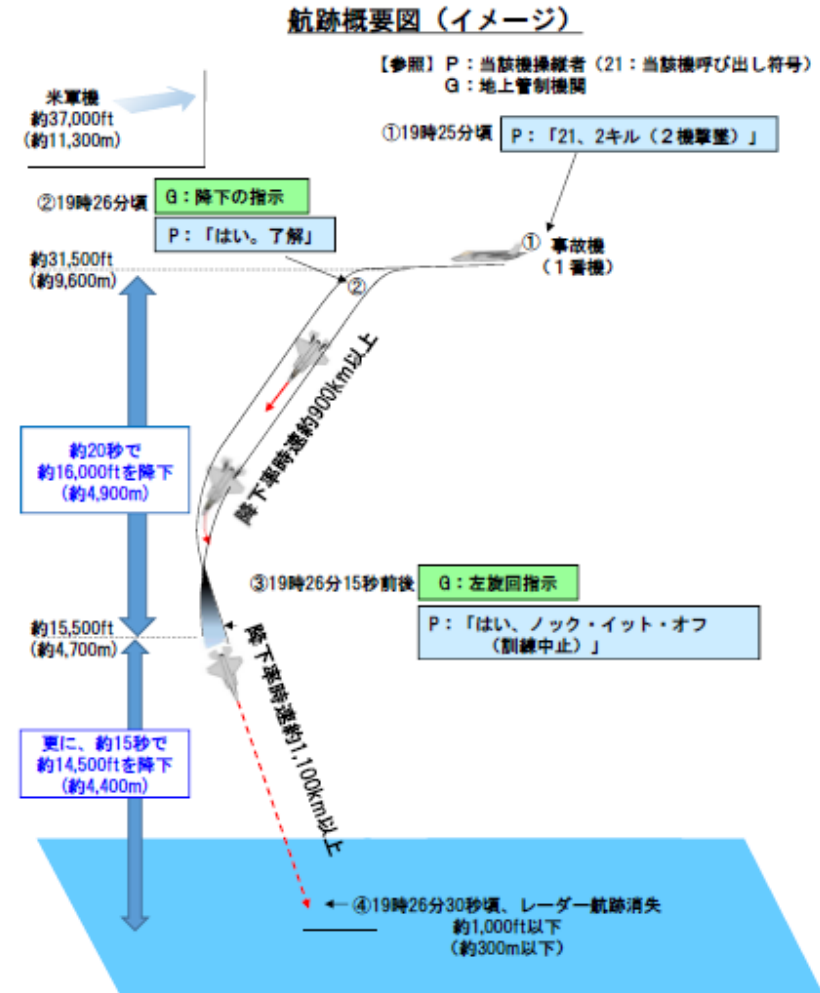 航跡概要図（イメージ）
【参照】P：当該機操縦者（21：当該機呼び出し符号）
G：地上管制機関
米軍機
約37,000ft
(約11,300m)
①19時25分頃
P：「21、2キル（２機撃墜）」
②19時26分頃
G：降下の指示
P：「はい。了解」
①
事故機
（１番機）
約31,500ft
(約9,600m)
②
降下率時速約900km以上
約20秒で
約16,000ftを降下
(約4,900m)
③19時26分15秒前後
G：左旋回指示
P：「はい、ノック・イット・オフ
（訓練中止）」
約15,500ft
(約4,700m)
降下率時速約1,100km以上
更に、約15秒で
約14,500ftを降下
(約4,400m)
④19時26分30秒頃、レーダー航跡消失
約1,000ft以下
(約300m以下)